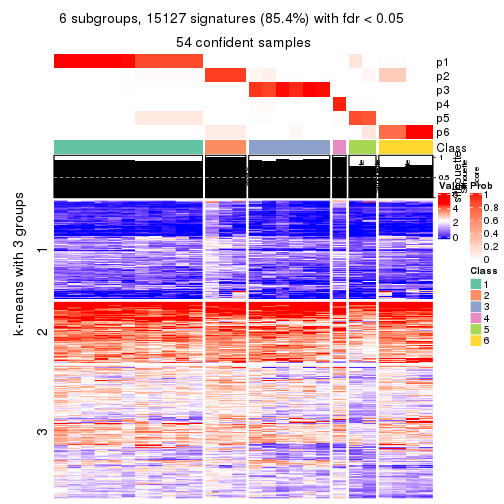 6 subgroups, 15127 signatures (85.4%) with fdr < 0.05
54 confident samples
p1
p2
p3
p4
p5
p6
Class
1
0.5
0
silhouette
score
k-means with 3 groups
1
2
3
Value
6
4
2
0
Prob
1
0.8
0.6
0.4
0.2
0
Class
1
2
3
4
5
6